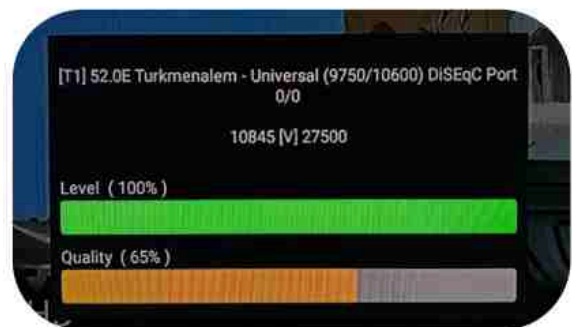 [T1] 52.0E Turkmenalem - Universal (9750/10600) DiSEqC Port
0/0
10845 [V] 27500
Level ( 100% )
Quality ( 65% )